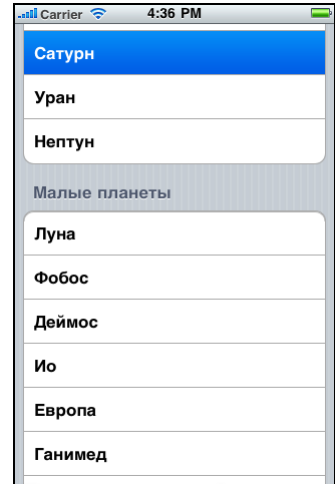 Carrier 4:36 PM
Сатурн
Уран
Нептун
Малые планеты
Луна
Фобос
Деймос
Ио
Европа
Ганимед